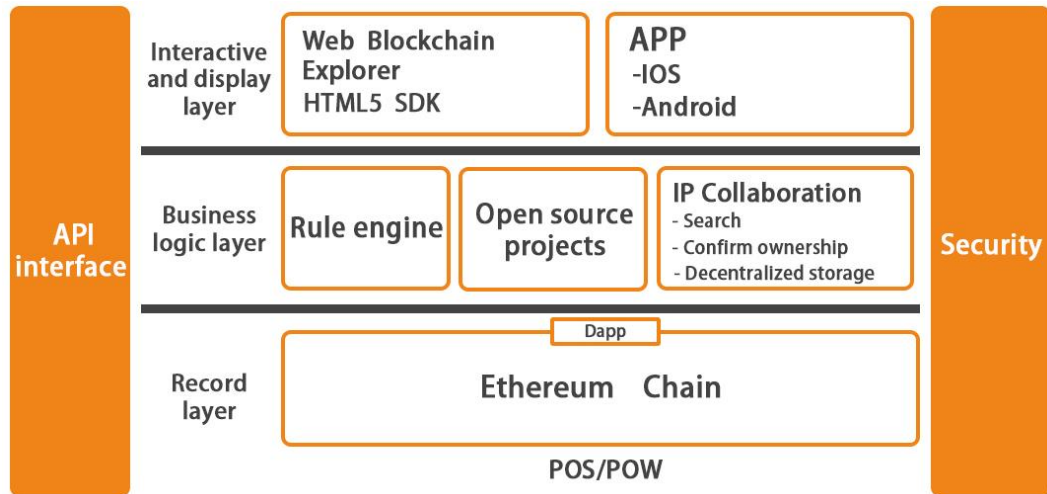 API
interface
Interactive
and display
layer
Web Blockchain
Explorer
HTML5 SDK
APP
-IOS
-Android
Business
logic layer
Rule engine
Open source
projects
IP Collaboration
- Search
- Confirm ownership
- Decentralized storage
Record
layer
Dapp
Ethereum Chain
POS/POW
Security